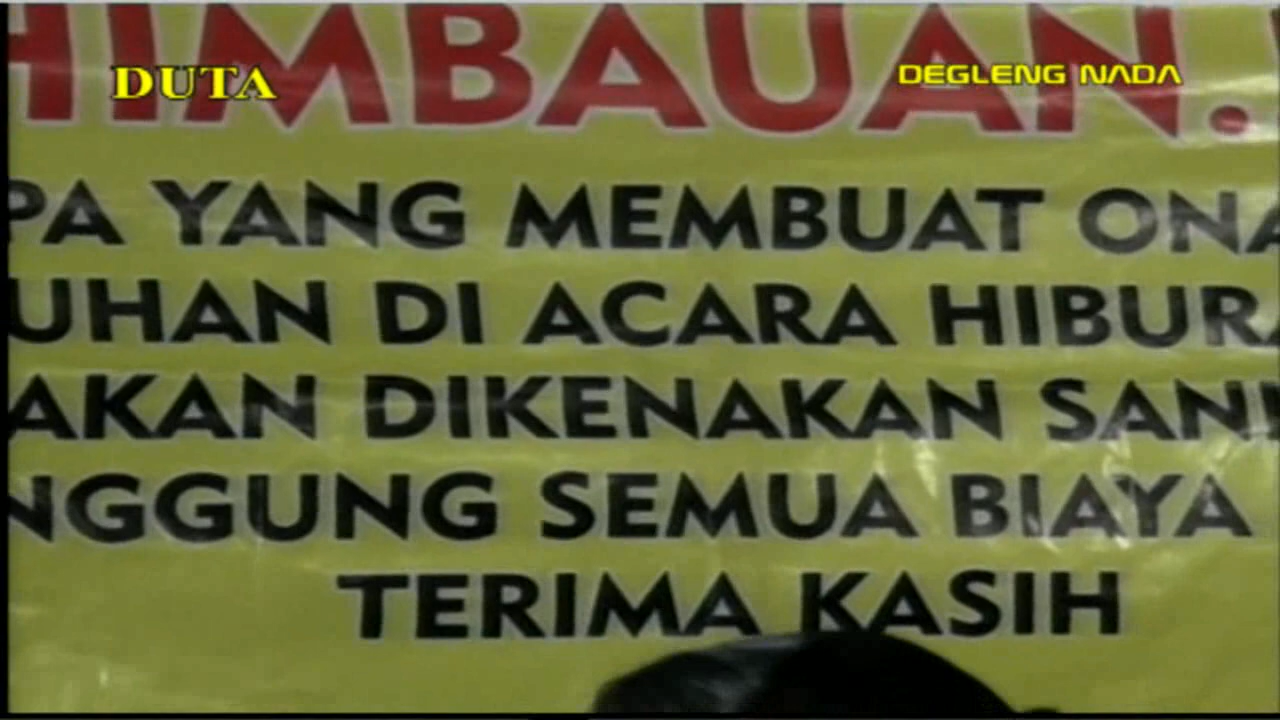 HIMBAUAN.
DUTA
DEGLENG NADA
PA YANG MEMBUAT ONA
UHAN DI ACARA HIBURA
AKAN DIKENAKAN SAN
NGGUNG SEMUA BIAYA
TERIMA KASIH